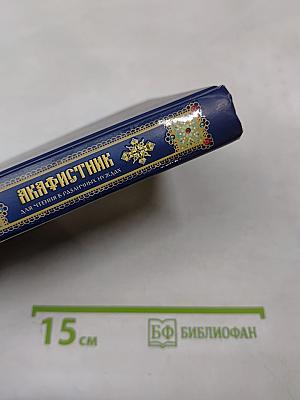 АКАФИСТНИК
ДЛЯ ЧТЕНИЯ В РАЗЛИЧНЫХ НУЖДАХ
15 см
БФ БИБЛИОФАН